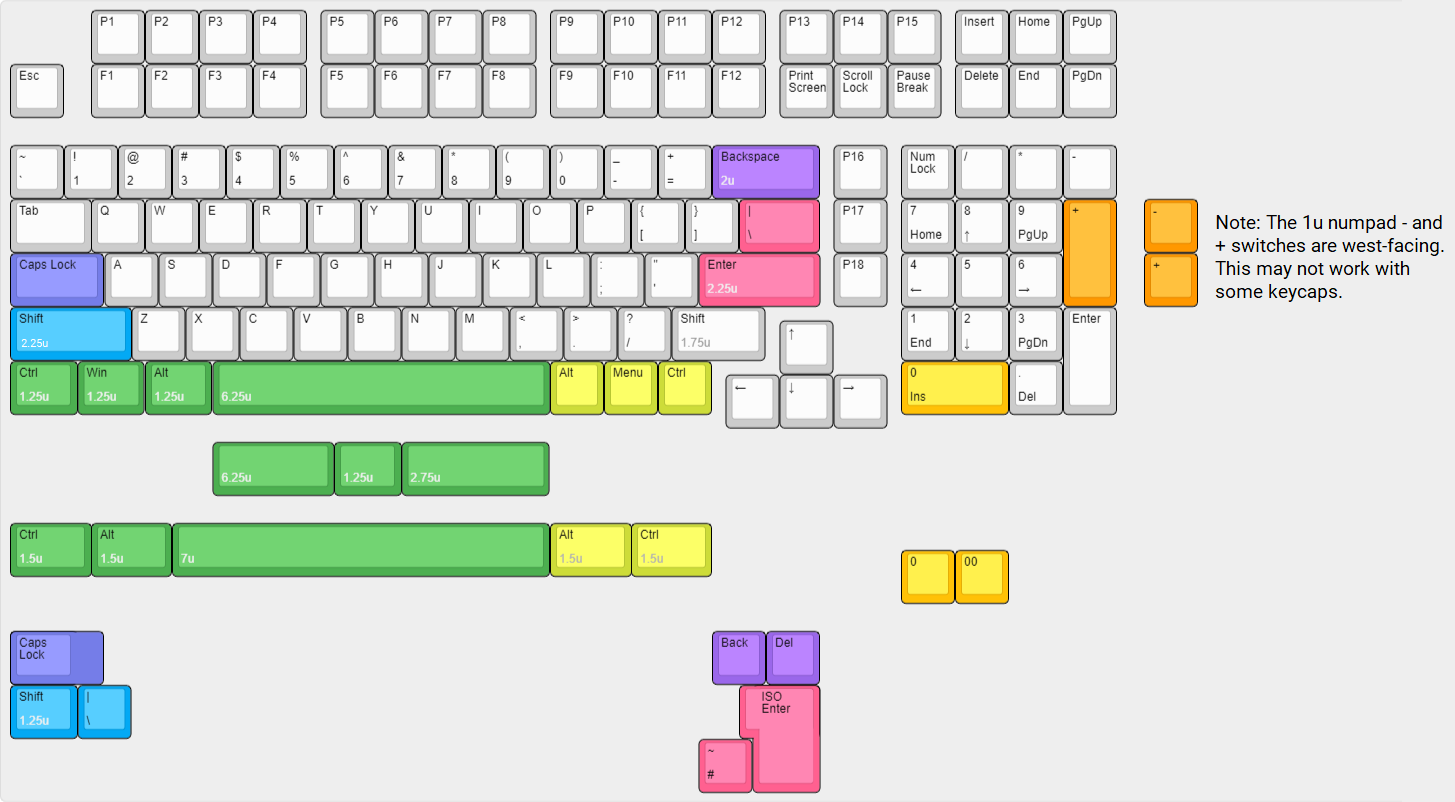 P1 P2 P3 P4 P5 P6 P7 P8 P9 P10 P11 P12 P13 P14 P15 Insert Home PgUp
Esc F1 F2 F3 F4 F5 F6 F7 F8 F9 F10 F11 F12 Print Scroll Pause Delete End PgDn
Screen Lock Break
~ ! @ # $ % ^ & * ( ) _ + Backspace P16 Num / * -
Lock
` 1 2 3 4 5 6 7 8 9 0 - = 2u
Tab Q W E R T Y U I O P { } | P17 7 8 9 + -
[ ] \ Home ↑ PgUp
Note: The 1u numpad - and
+ switches are west-facing.
This may not work with
some keycaps.
Caps Lock A S D F G H J K L : " Enter P18 4 5 6 +
; ' 2.25u ← →
Shift Z X C V B N M < > ? Shift ↑ 1 2 3 Enter
2.25u , . / 1.75u End ↓ PgDn
Ctrl Win Alt Alt Menu Ctrl ← ↓ → 0 .
1.25u 1.25u 1.25u 6.25u Ins Del
6.25u 1.25u 2.75u
Ctrl Alt Alt Ctrl
1.5u 1.5u 7u 1.5u 1.5u
0 00
Caps Back Del
Lock
Shift | ISO
Enter
1.25u \
~
#